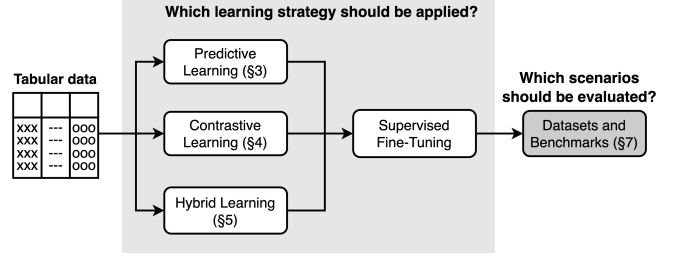 Which learning strategy should be applied?
Predictive
Learning (§3)
Tabular data
Which scenarios
should be evaluated?
xxx --- ooo
xxx --- ooo
xxx --- ooo
xxx --- ooo
Contrastive
Learning (§4)
Supervised
Fine-Tuning
Datasets and
Benchmarks (§7)
Hybrid Learning
(§5)